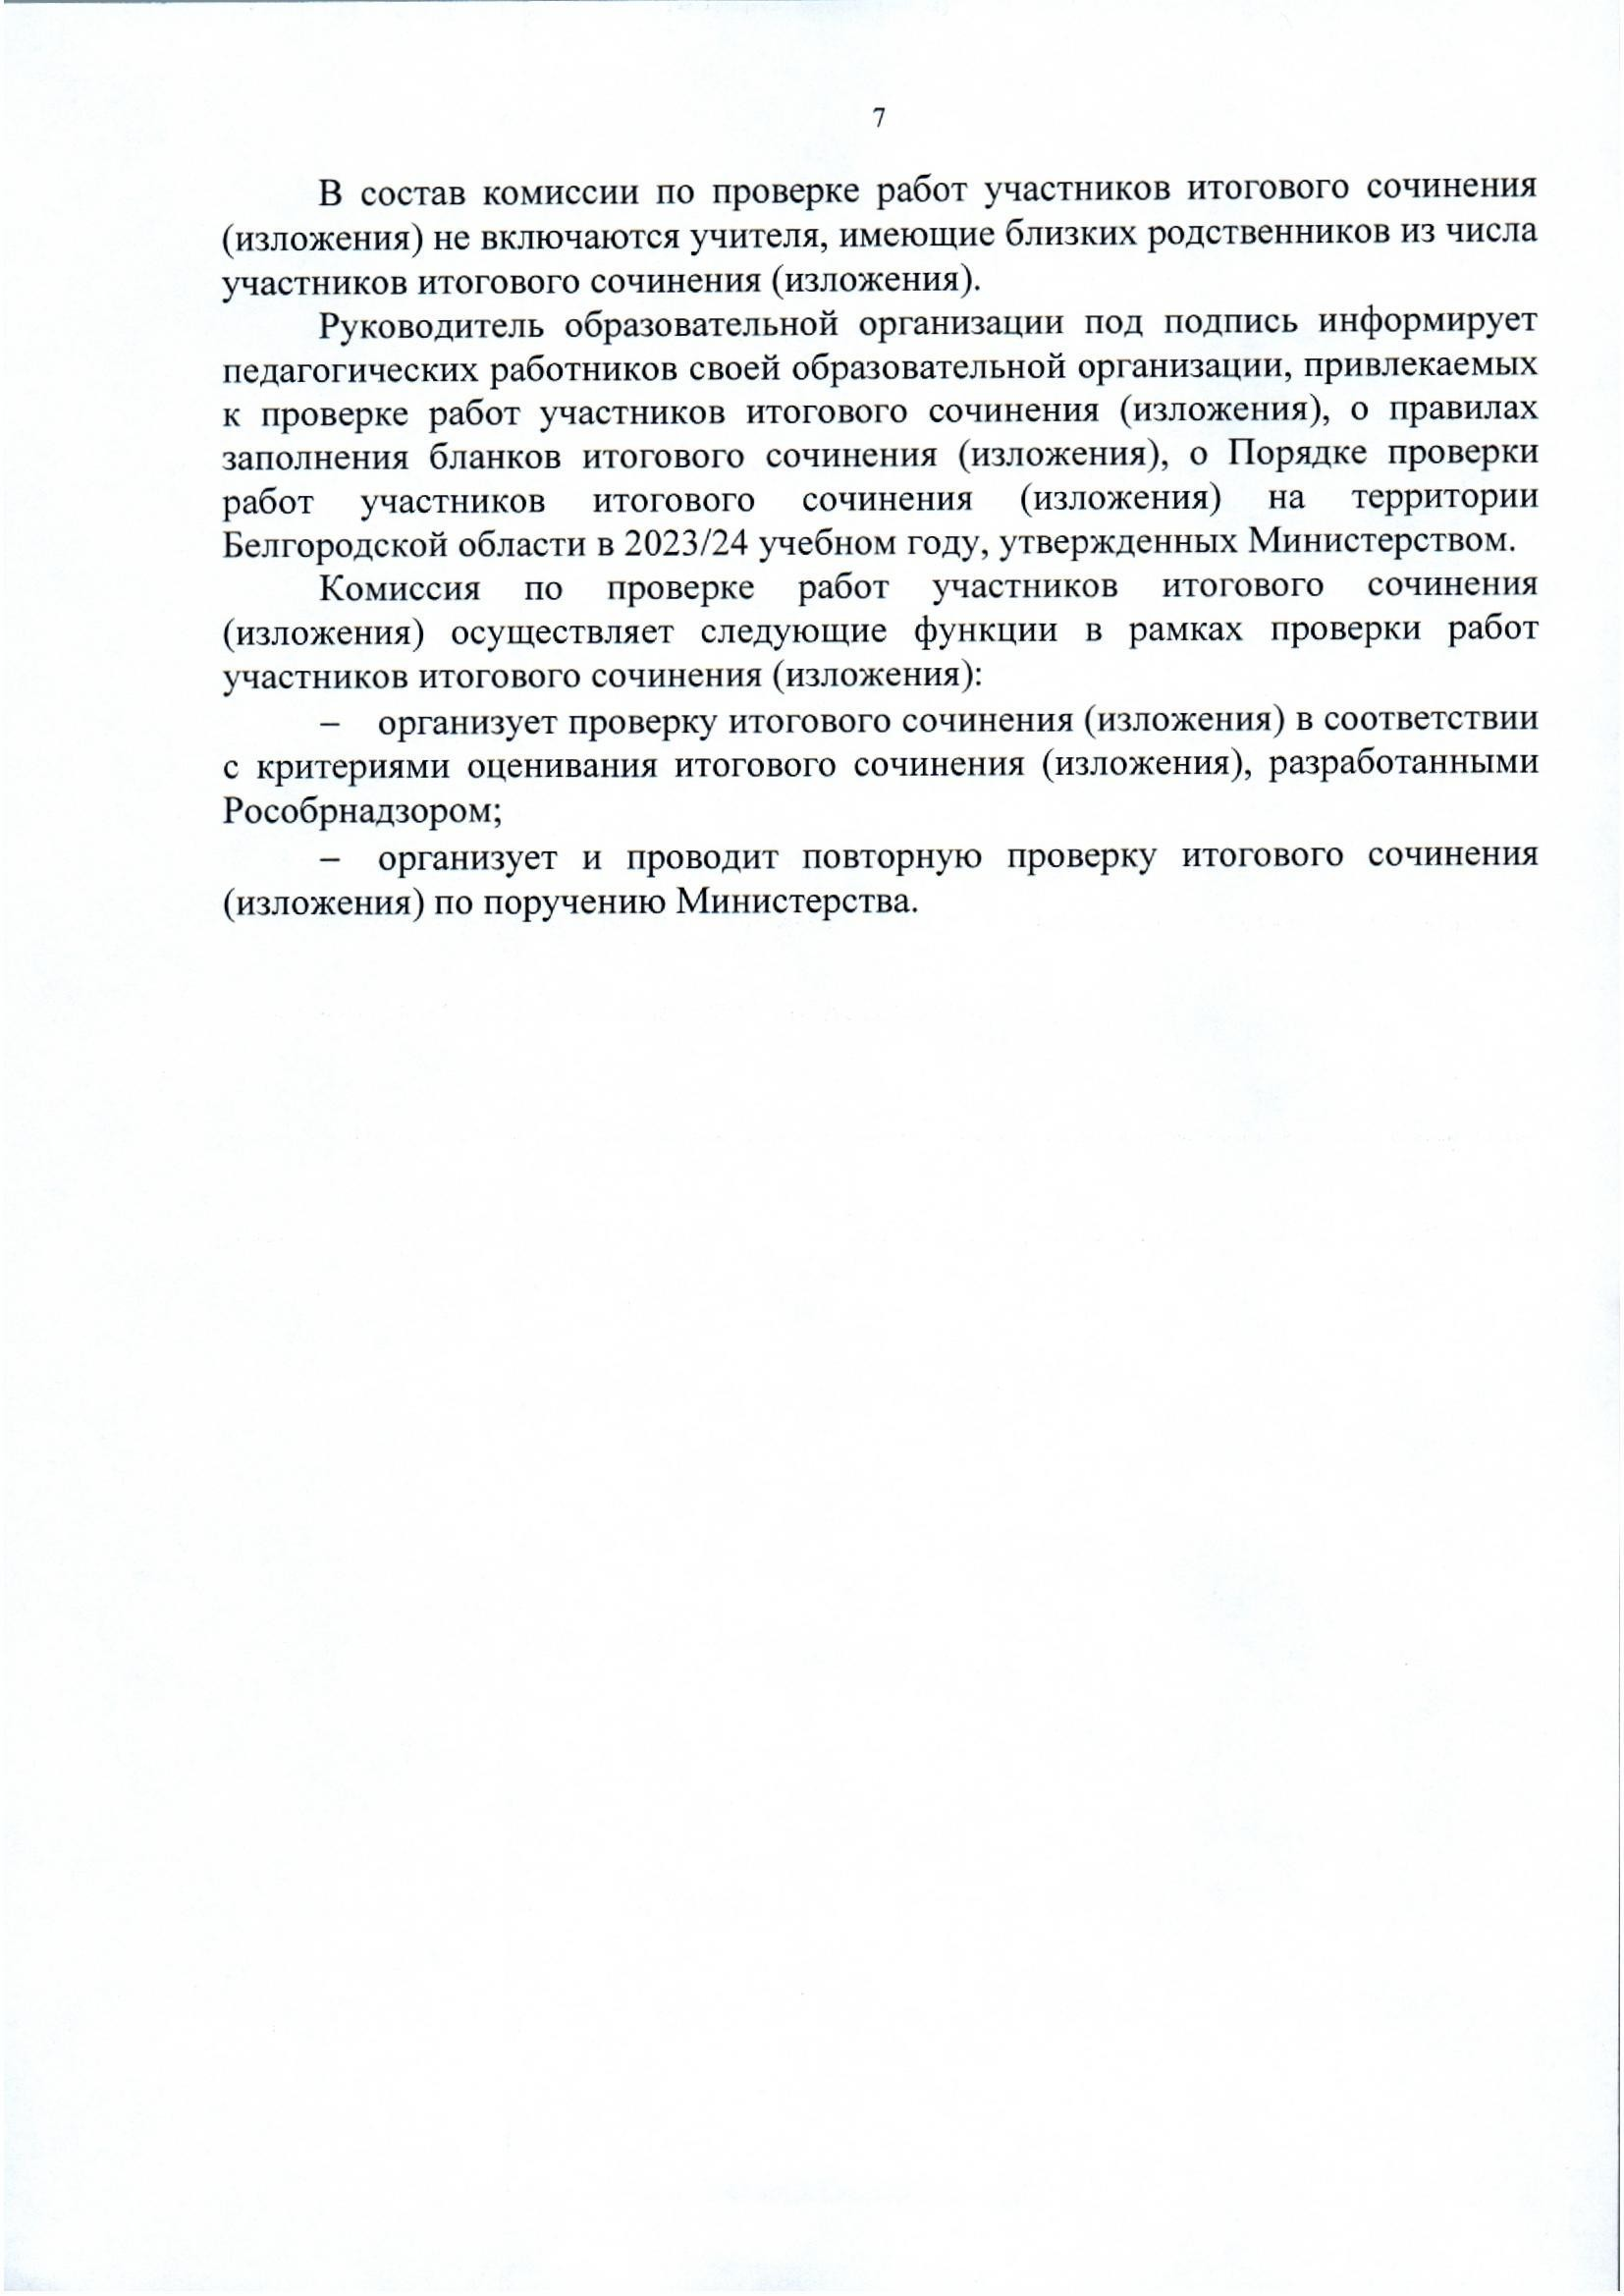 7
В состав комиссии по проверке работ участников итогового сочинения
(изложения) не включаются учителя, имеющие близких родственников из числа
участников итогового сочинения (изложения).
Руководитель образовательной организации под подпись информирует
педагогических работников своей образовательной организации, привлекаемых
к проверке работ участников итогового сочинения (изложения), о правилах
заполнения бланков итогового сочинения (изложения), о Порядке проверки
работ участников итогового сочинения (изложения) на территории
Белгородской области в 2023/24 учебном году, утвержденных Министерством.
Комиссия по проверке работ участников итогового сочинения
(изложения) осуществляет следующие функции в рамках проверки работ
участников итогового сочинения (изложения):
– организует проверку итогового сочинения (изложения) в соответствии
с критериями оценивания итогового сочинения (изложения), разработанными
Рособрнадзором;
– организует и проводит повторную проверку итогового сочинения
(изложения) по поручению Министерства.